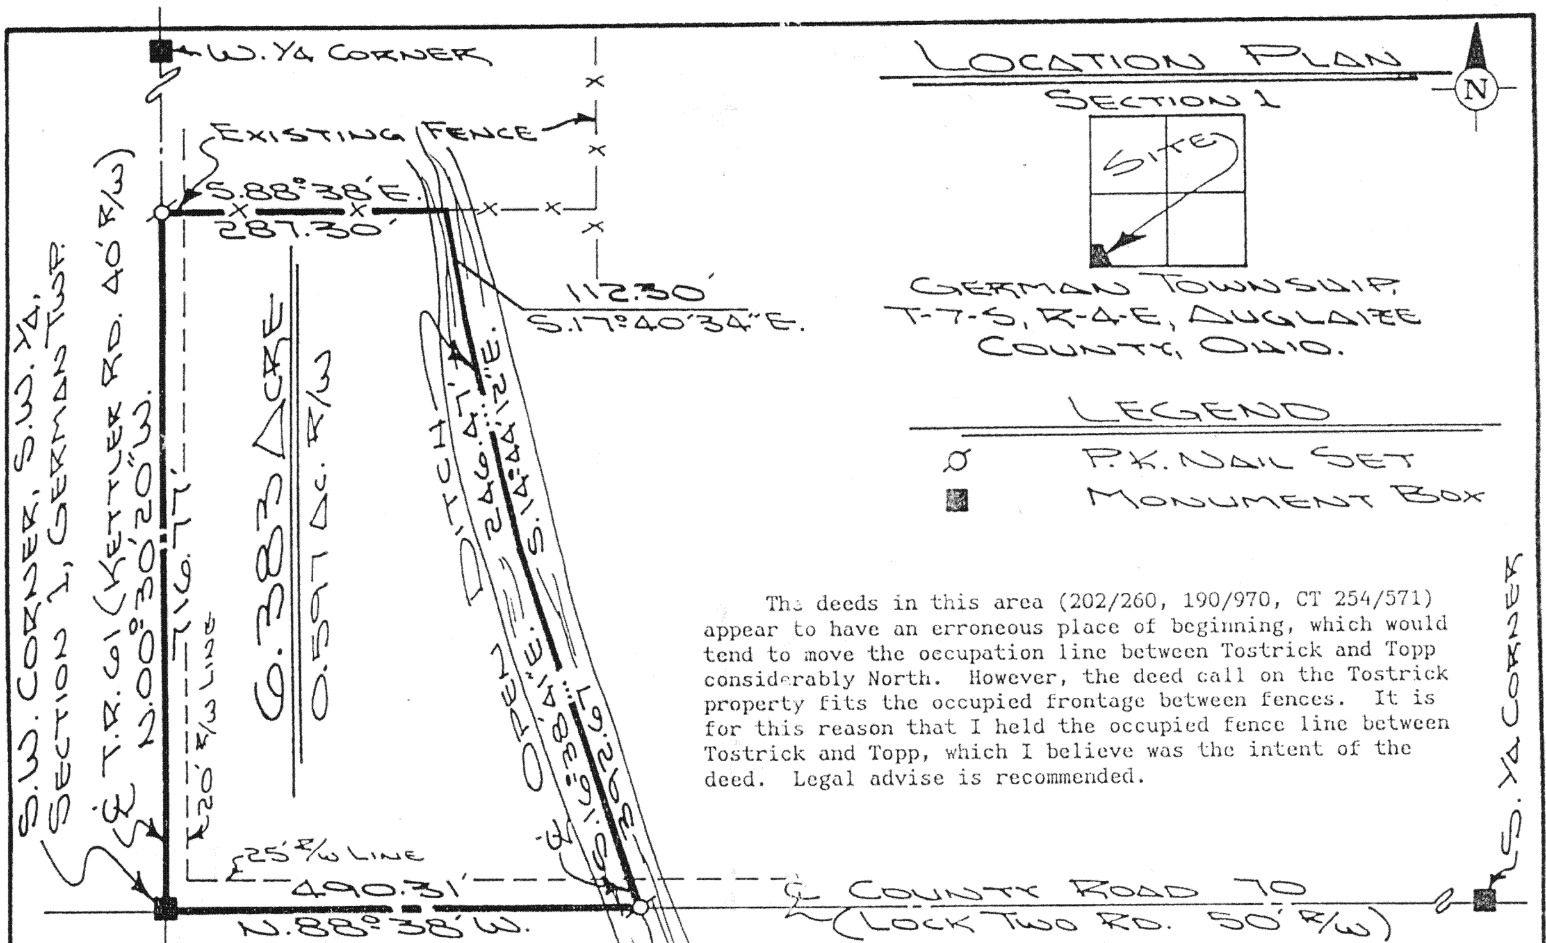 W. 1/4 CORNER
EXISTING FENCE
S.88°38'E.
287.30'
112.30'
S.17°40'34"E.
246.47'
S.14°44'12"E.
OPEN DITCH
S.W. CORNER, S.W. 1/4,
SECTION 1, GERMAN TWP.
℄ T.R. 61 (KETTLER RD. 40' R/W)
N.00°30'20"W.
716.77'
20' R/W LINE
6.383 ACRE
0.597 AC. R/W
25' R/W LINE
490.31'
N.88°38'W.
℄
LOCATION PLAN
SECTION 1
N
SITE
GERMAN TOWNSHIP,
T-7-S, R-4-E, AUGLAIZE
COUNTY, OHIO.
LEGEND
P.K. NAIL SET
MONUMENT BOX
The deeds in this area (202/260, 190/970, CT 254/571)
appear to have an erroneous place of beginning, which would
tend to move the occupation line between Tostrick and Topp
considerably North. However, the deed call on the Tostrick
property fits the occupied frontage between fences. It is
for this reason that I held the occupied fence line between
Tostrick and Topp, which I believe was the intent of the
deed. Legal advise is recommended.
S. 1/4 CORNER
℄ COUNTY ROAD 70
(LOCK TWO RD. 50' R/W)